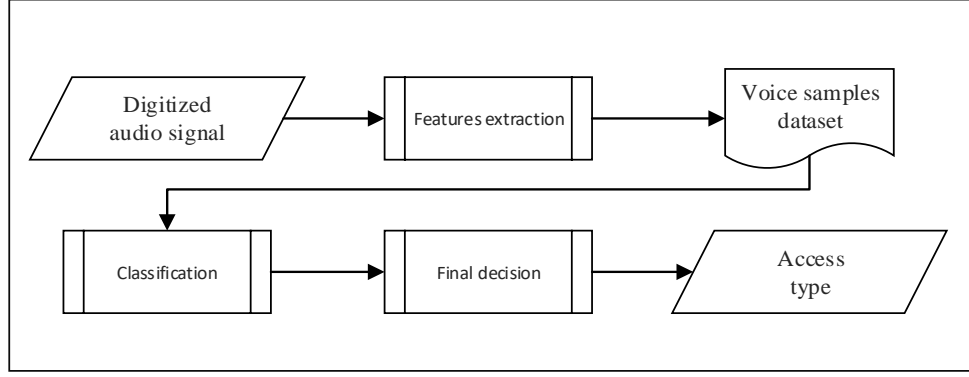 Digitized
audio signal
Features extraction
Voice samples
dataset
Classification
Final decision
Access
type